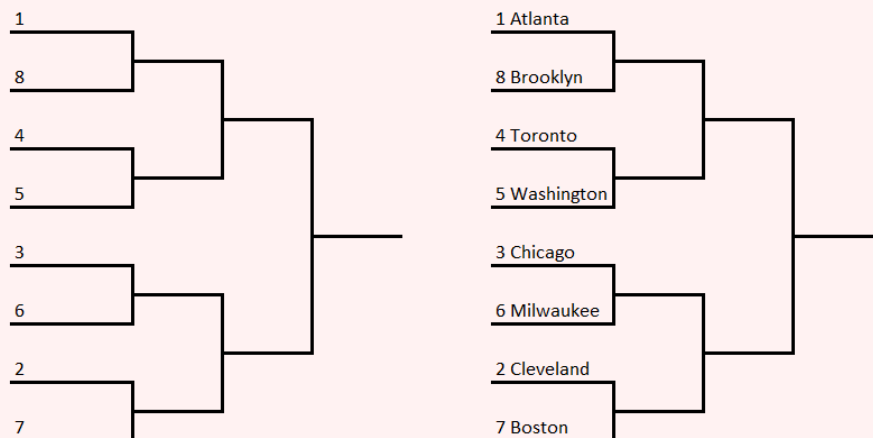 1
8
4
5
3
6
2
7
1 Atlanta
8 Brooklyn
4 Toronto
5 Washington
3 Chicago
6 Milwaukee
2 Cleveland
7 Boston